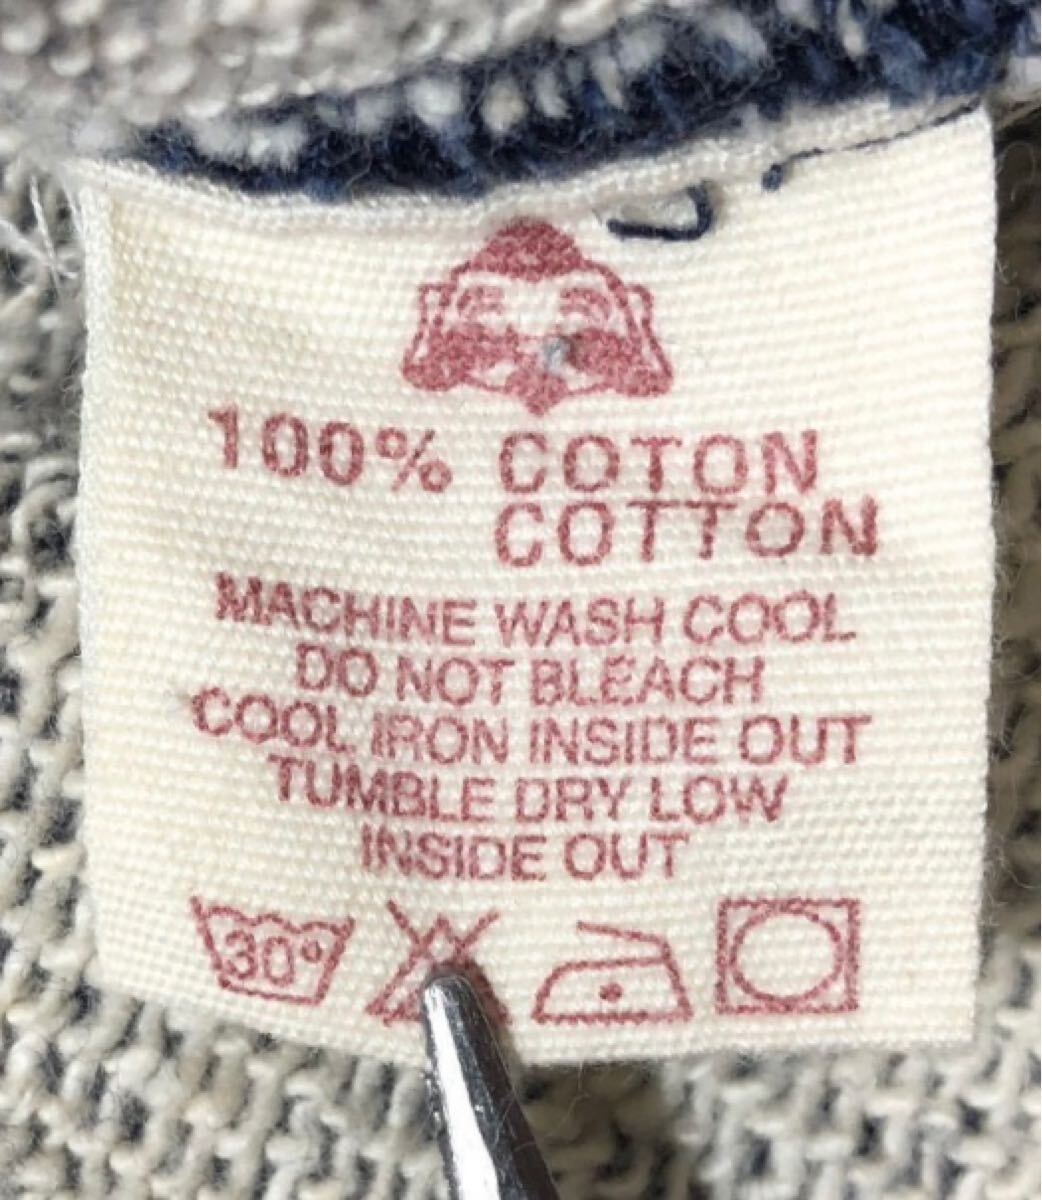 100% COTON
COTTON
MACHINE WASH COOL
DO NOT BLEACH
COOL IRON INSIDE OUT
TUMBLE DRY LOW
INSIDE OUT
30°